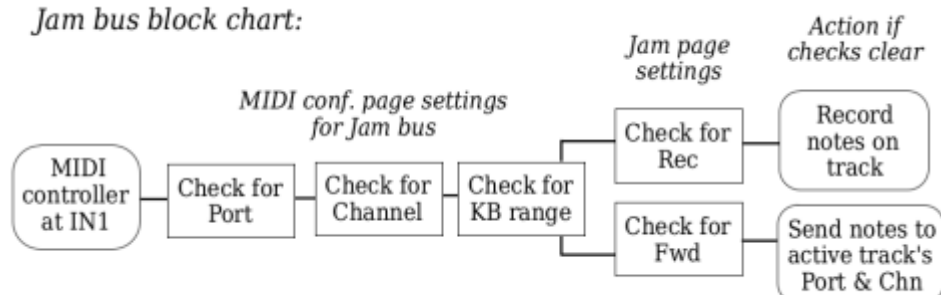 Jam bus block chart:
Action if
checks clear
Jam page
settings
MIDI conf. page settings
for Jam bus
MIDI
controller
at IN1
Check for
Port
Check for
Channel
Check for
KB range
Check for
Rec
Record
notes on
track
Check for
Fwd
Send notes to
active track's
Port & Chn